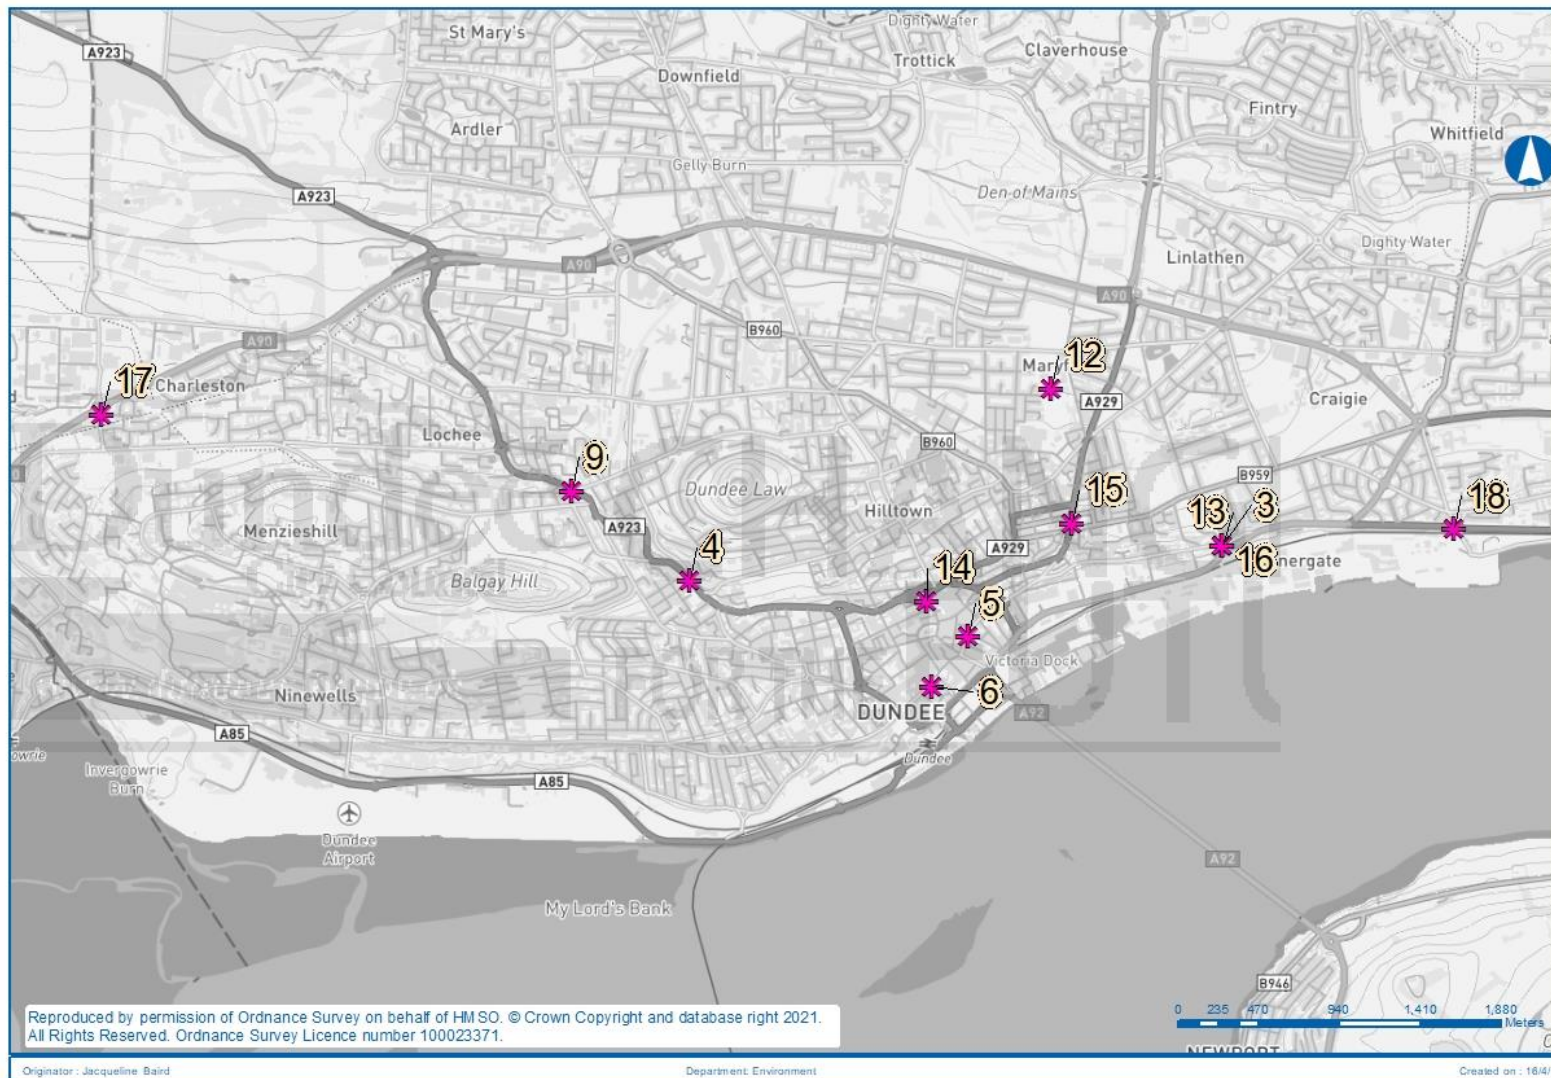 Dighty Water
St Mary's
Claverhouse
A923
Trottick
Downfield
Fintry
Ardler
Whitfield
Gelly Burn
Den of Mains
A923
Dighty Water
Linlathen
A90
A90
B960
A90
12
17
Charleston
Craigie
A929
Lochee
B960
9
B959
Dundee Law
15
3
18
13
Hilltown
Menzieshill
A923
4
A929
16
14
Balgay Hill
5
Victoria Dock
Ninewells
6
DUNDEE
A92
A85
Dundee
Invergowrie
Burn
A85
Dundee
Airport
A92
My Lord's Bank
B946
Reproduced by permission of Ordnance Survey on behalf of HMSO. © Crown Copyright and database right 2021.
All Rights Reserved. Ordnance Survey Licence number 100023371.
0 235 470 940 1,410 1,880
Meters
Originator : Jacqueline Baird
Department: Environment
Created on : 16/4/